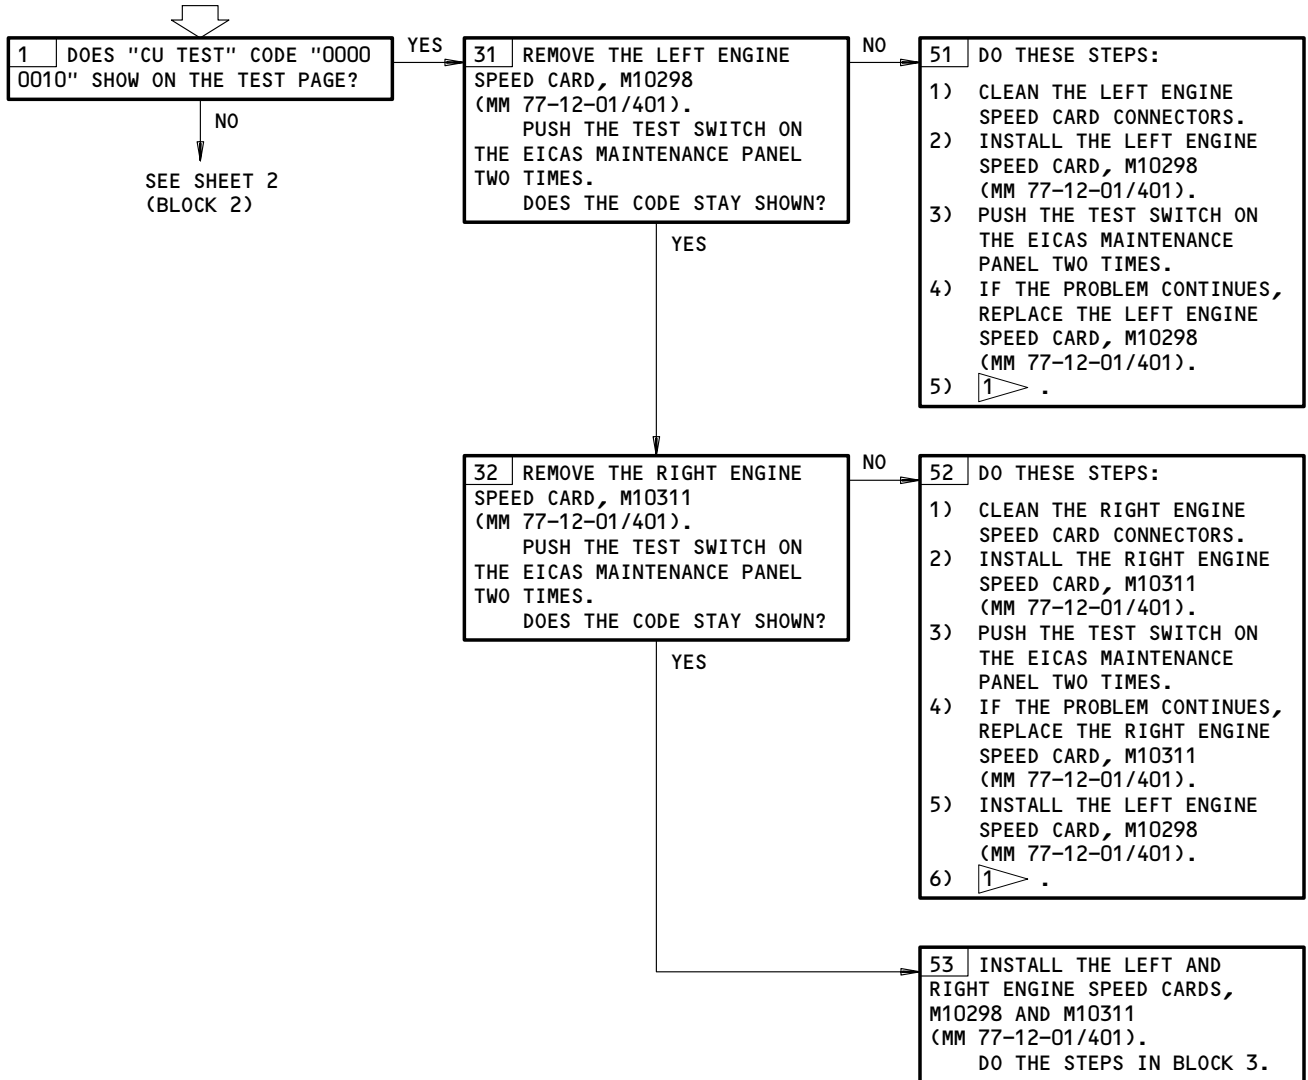 1 DOES "CU TEST" CODE "0000
0010" SHOW ON THE TEST PAGE?
YES
NO
SEE SHEET 2
(BLOCK 2)
31 REMOVE THE LEFT ENGINE
SPEED CARD, M10298
(MM 77-12-01/401).
PUSH THE TEST SWITCH ON
THE EICAS MAINTENANCE PANEL
TWO TIMES.
DOES THE CODE STAY SHOWN?
NO
YES
51 DO THESE STEPS:
1) CLEAN THE LEFT ENGINE
SPEED CARD CONNECTORS.
2) INSTALL THE LEFT ENGINE
SPEED CARD, M10298
(MM 77-12-01/401).
3) PUSH THE TEST SWITCH ON
THE EICAS MAINTENANCE
PANEL TWO TIMES.
4) IF THE PROBLEM CONTINUES,
REPLACE THE LEFT ENGINE
SPEED CARD, M10298
(MM 77-12-01/401).
5) 1 .
32 REMOVE THE RIGHT ENGINE
SPEED CARD, M10311
(MM 77-12-01/401).
PUSH THE TEST SWITCH ON
THE EICAS MAINTENANCE PANEL
TWO TIMES.
DOES THE CODE STAY SHOWN?
NO
YES
52 DO THESE STEPS:
1) CLEAN THE RIGHT ENGINE
SPEED CARD CONNECTORS.
2) INSTALL THE RIGHT ENGINE
SPEED CARD, M10311
(MM 77-12-01/401).
3) PUSH THE TEST SWITCH ON
THE EICAS MAINTENANCE
PANEL TWO TIMES.
4) IF THE PROBLEM CONTINUES,
REPLACE THE RIGHT ENGINE
SPEED CARD, M10311
(MM 77-12-01/401).
5) INSTALL THE LEFT ENGINE
SPEED CARD, M10298
(MM 77-12-01/401).
6) 1 .
53 INSTALL THE LEFT AND
RIGHT ENGINE SPEED CARDS,
M10298 AND M10311
(MM 77-12-01/401).
DO THE STEPS IN BLOCK 3.